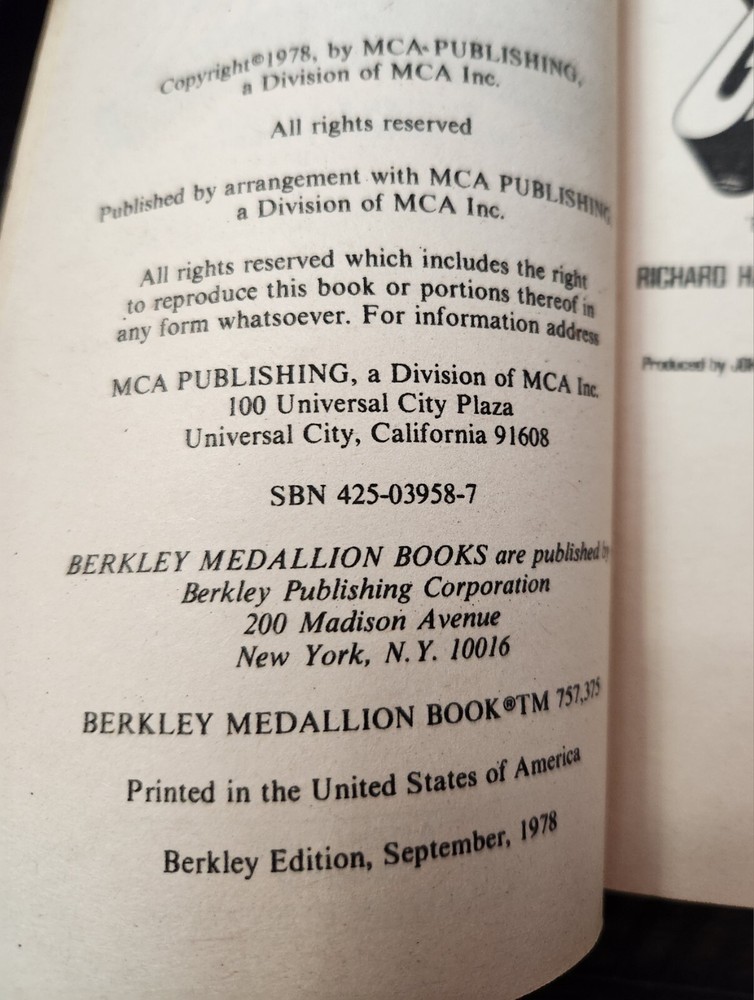 Copyright©1978, by MCA PUBLISHING,
a Division of MCA Inc.
All rights reserved
Published by arrangement with MCA PUBLISHING
a Division of MCA Inc.
All rights reserved which includes the right
to reproduce this book or portions thereof in
any form whatsoever. For information address
MCA PUBLISHING, a Division of MCA Inc.
100 Universal City Plaza
Universal City, California 91608
SBN 425-03958-7
BERKLEY MEDALLION BOOKS are published by
Berkley Publishing Corporation
200 Madison Avenue
New York, N.Y. 10016
BERKLEY MEDALLION BOOK®TM 757,375
Printed in the United States of America
Berkley Edition, September, 1978
RICHARD H
Produced by